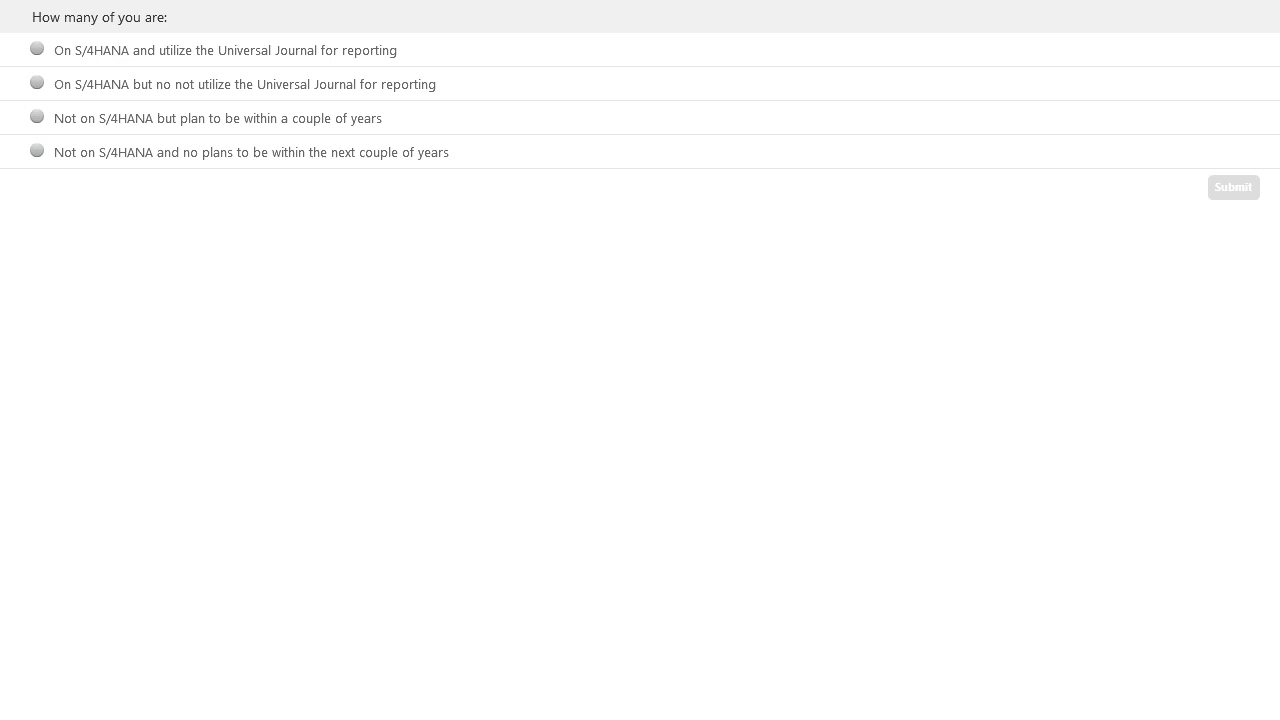 How many of you are:
On S/4HANA and utilize the Universal Journal for reporting
On S/4HANA but no not utilize the Universal Journal for reporting
Not on S/4HANA but plan to be within a couple of years
Not on S/4HANA and no plans to be within the next couple of years
Submit